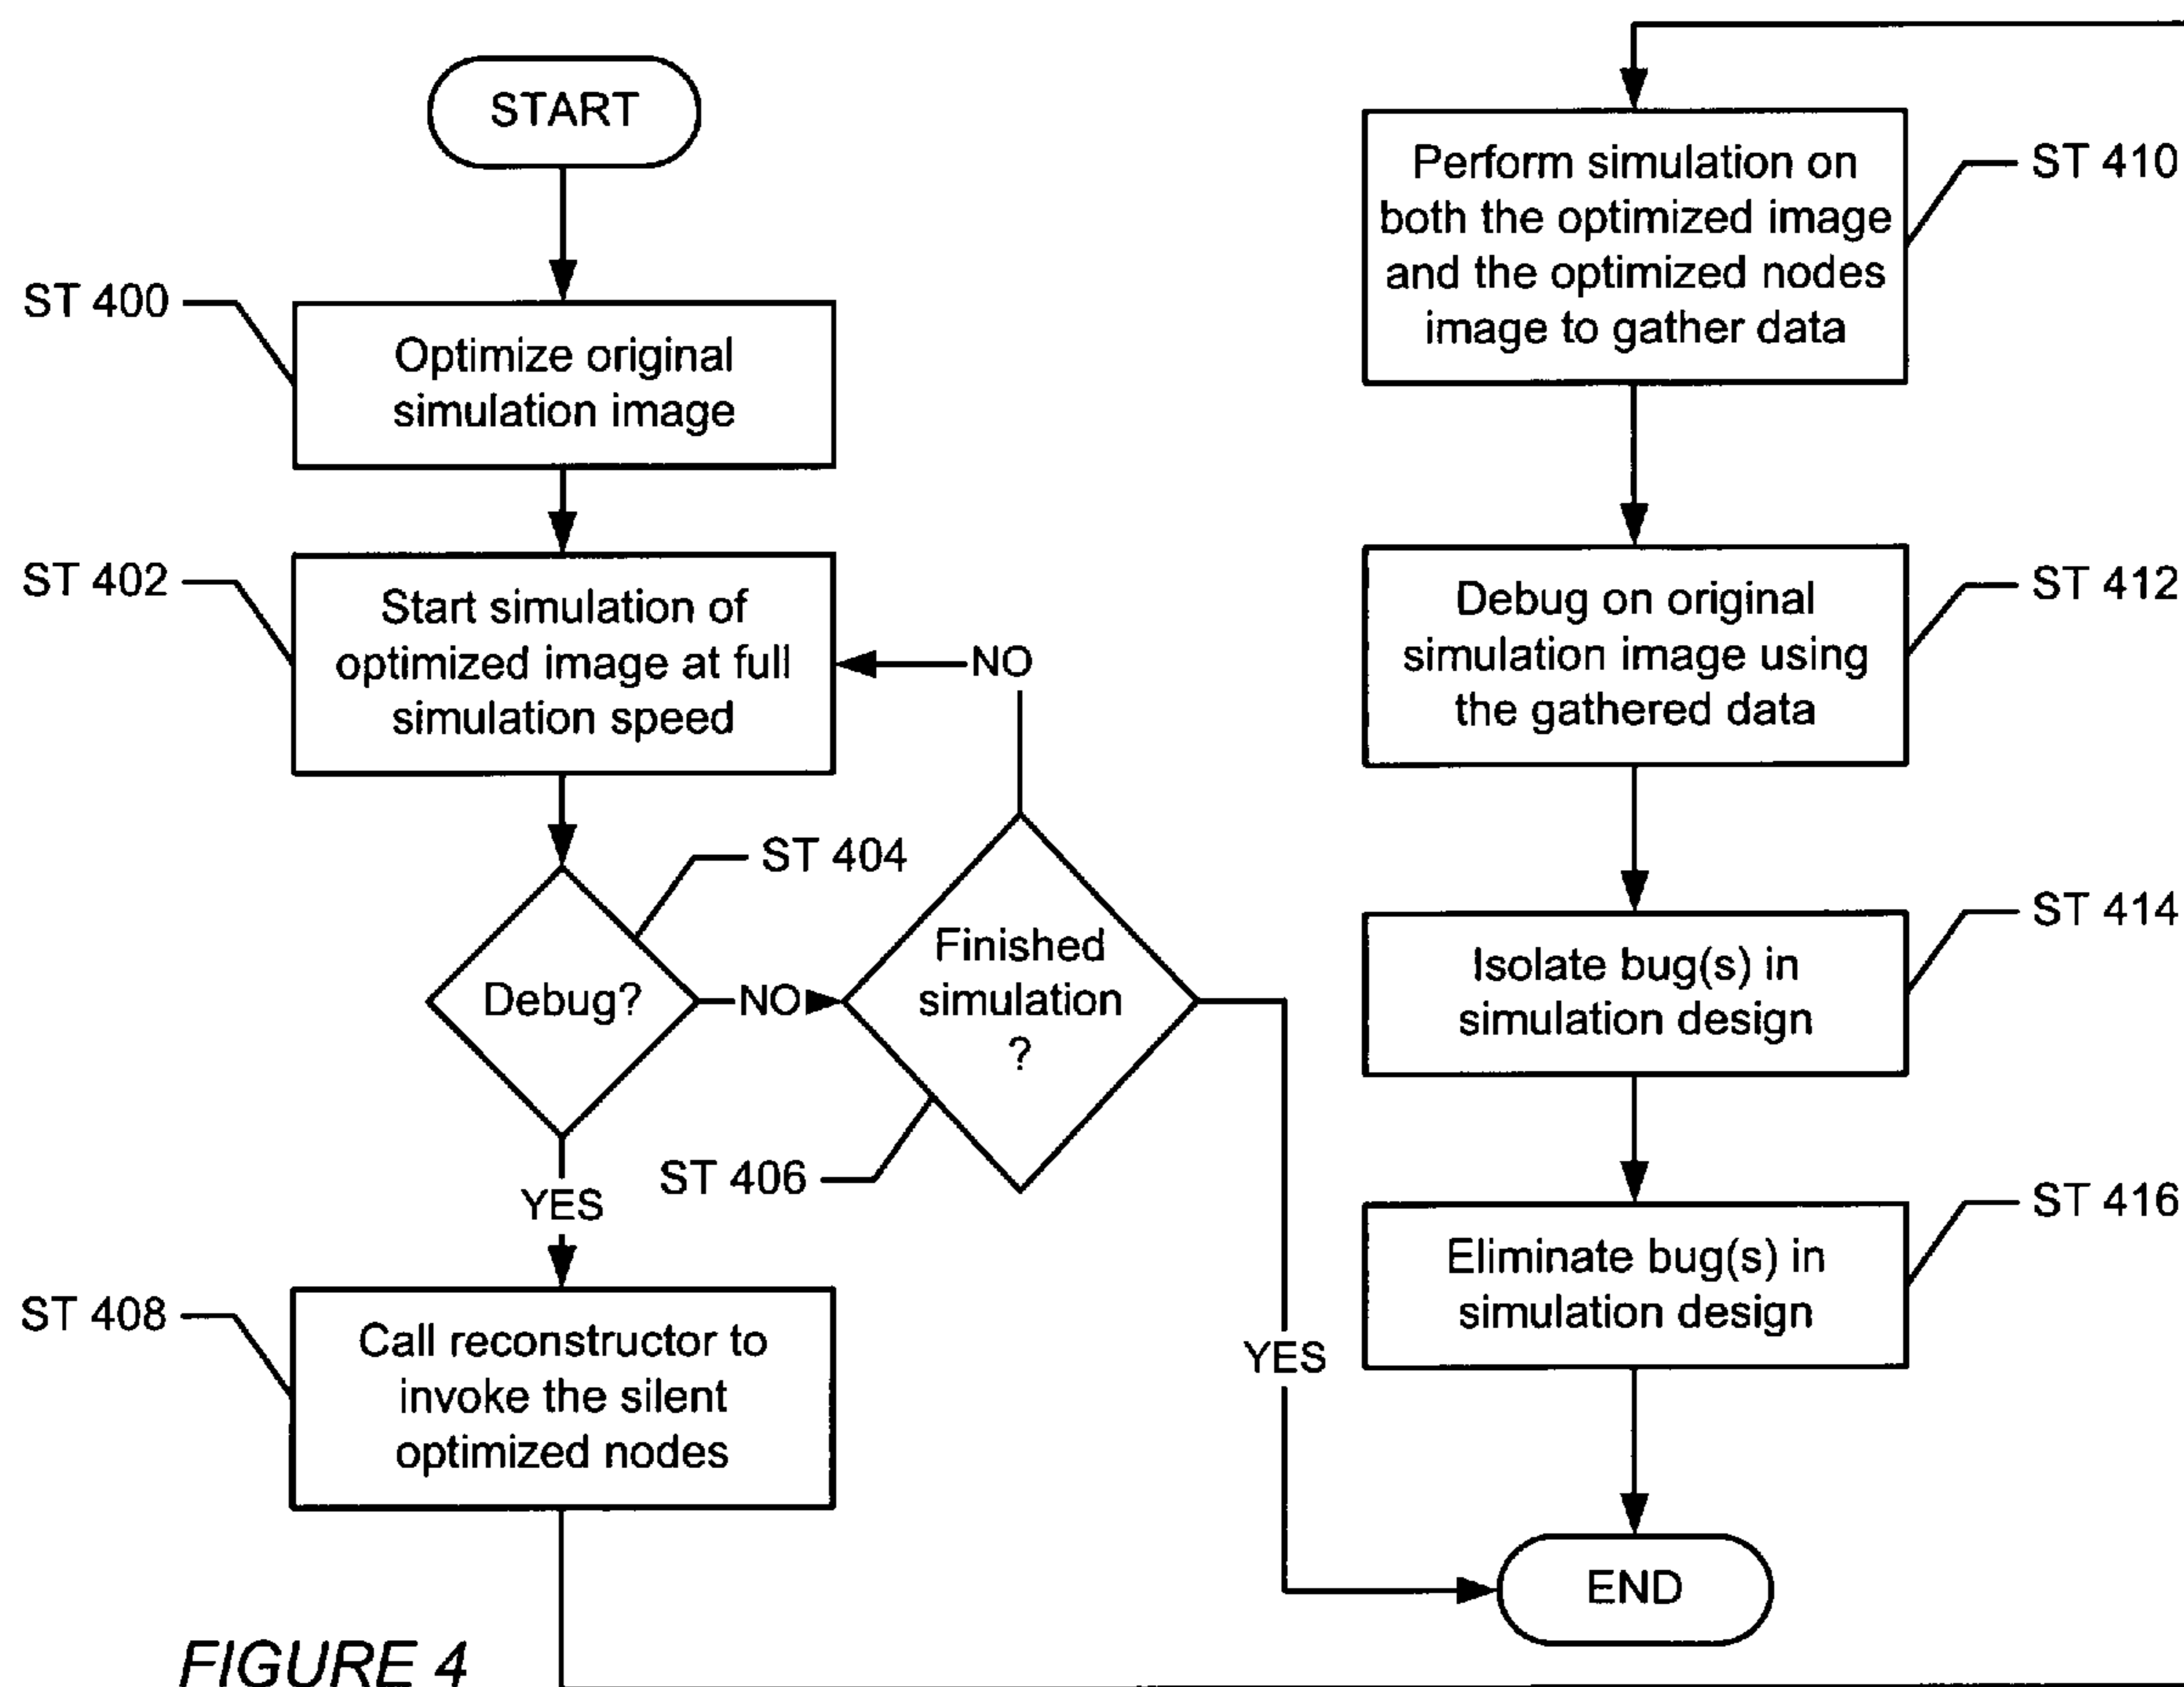 START
ST 400
Optimize original
simulation image
ST 402
Start simulation of
optimized image at full
simulation speed
NO
ST 404
Debug?
NO
Finished
simulation
?
ST 406
YES
ST 408
Call reconstructor to
invoke the silent
optimized nodes
YES
Perform simulation on
both the optimized image
and the optimized nodes
image to gather data
ST 410
Debug on original
simulation image using
the gathered data
ST 412
Isolate bug(s) in
simulation design
ST 414
Eliminate bug(s) in
simulation design
ST 416
END
FIGURE 4